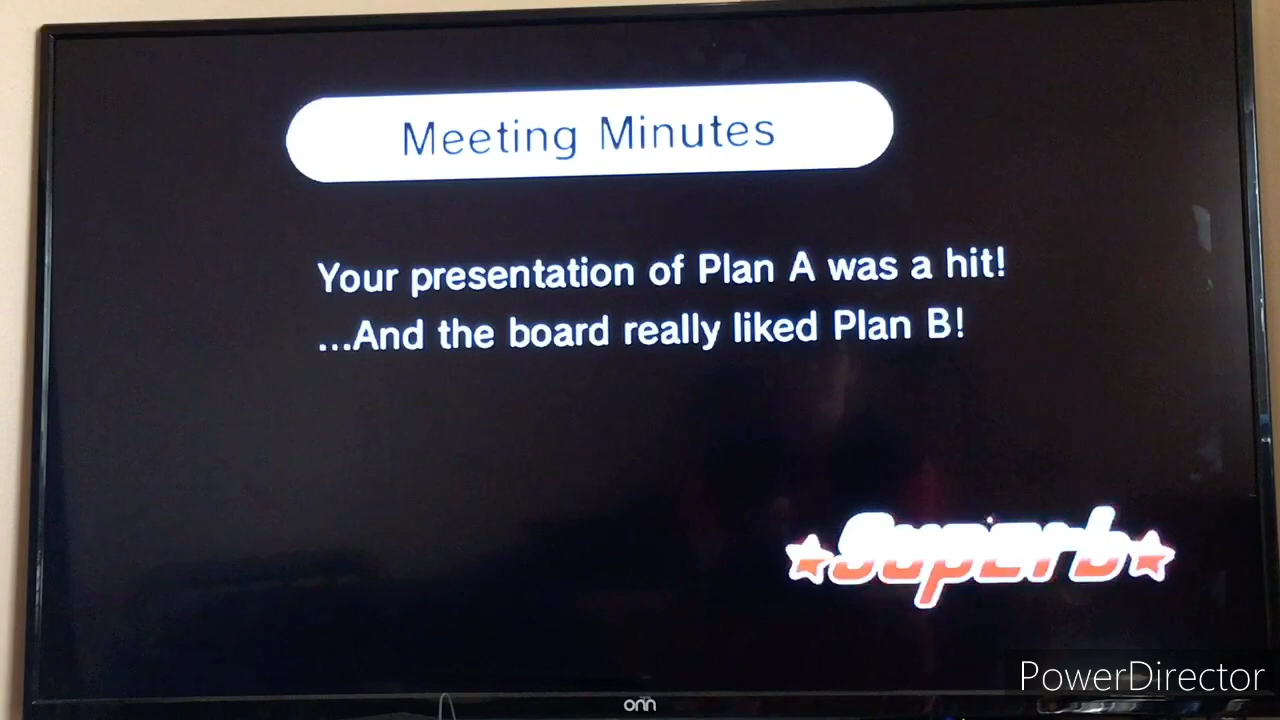 Meeting Minutes
Your presentation of Plan A was a hit!
...And the board really liked Plan B!
Superb
PowerDirector
onn